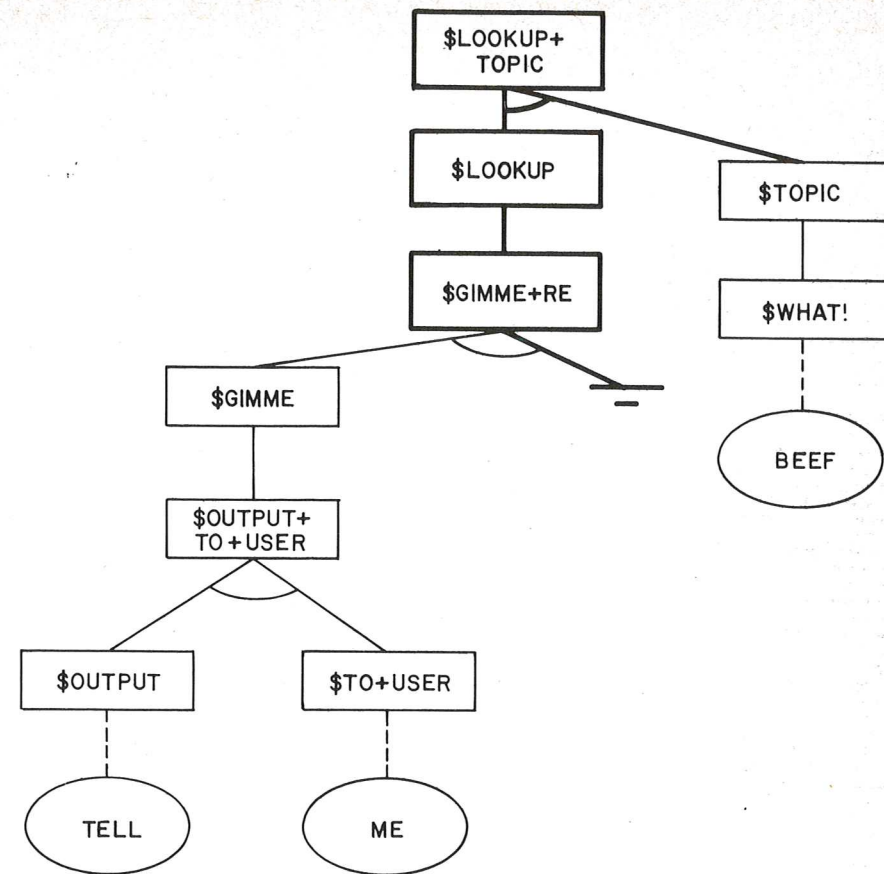 $LOOKUP+
TOPIC
$LOOKUP
$TOPIC
$GIMME+RE
$WHAT!
$GIMME
BEEF
$OUTPUT+
TO+USER
$OUTPUT
$TO+USER
TELL
ME